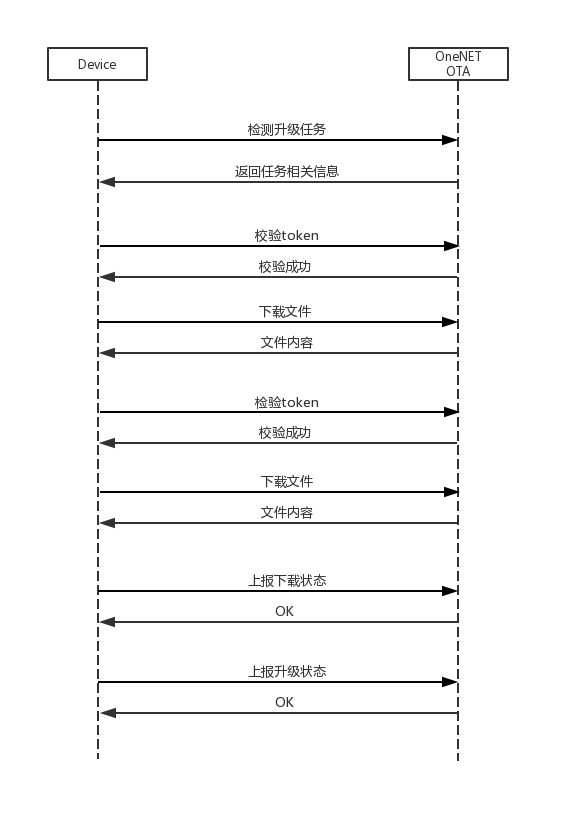 Device
OneNET
OTA
检测升级任务
返回任务相关信息
校验token
校验成功
下载文件
文件内容
检验token
校验成功
下载文件
文件内容
上报下载状态
OK
上报升级状态
OK